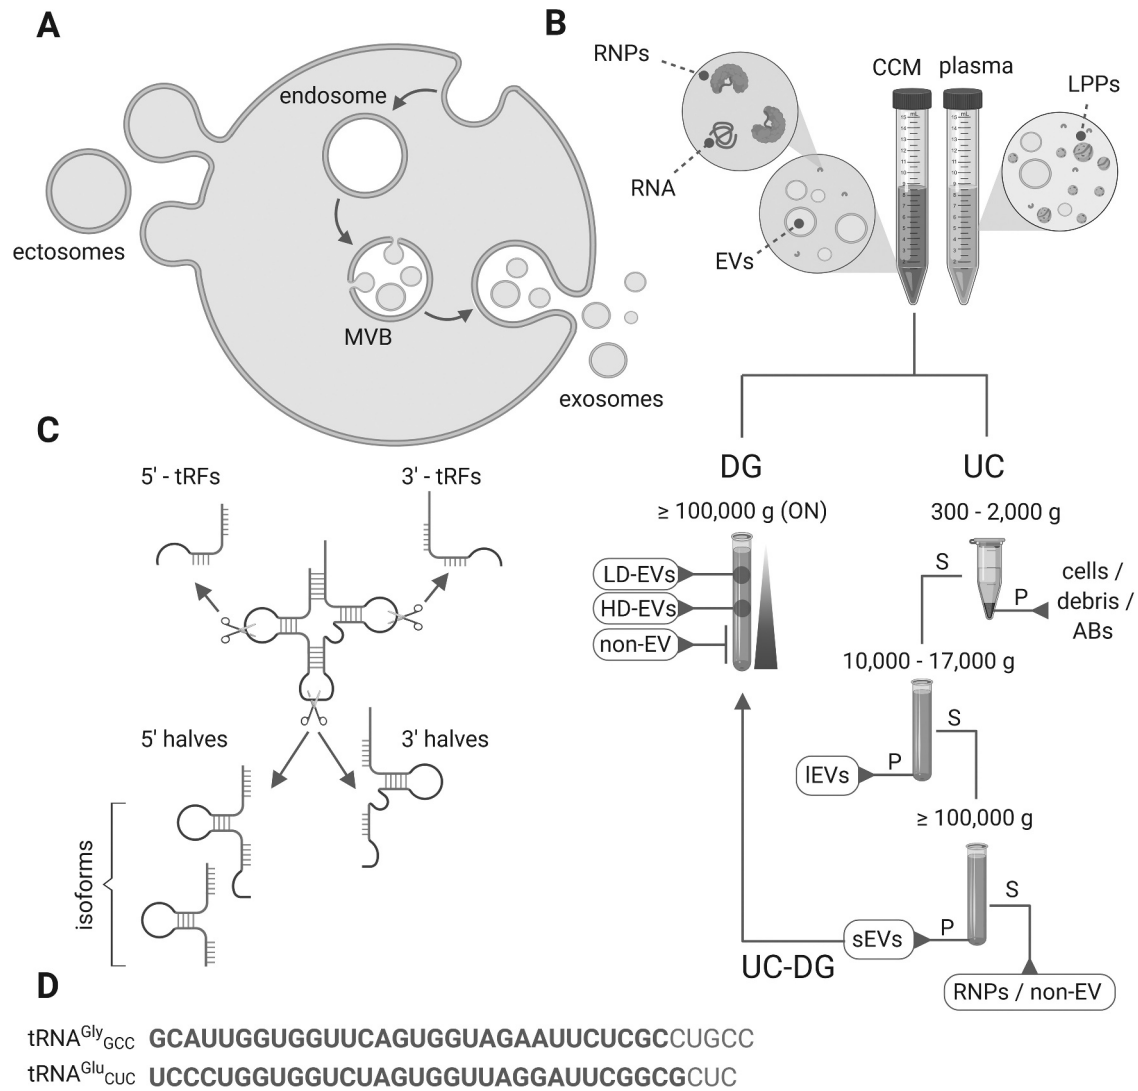 A
endosome
ectosomes
MVB
exosomes
B
RNPs
RNA
EVs
CCM
plasma
LPPs
DG
UC
≥ 100,000 g (ON)
LD-EVs
HD-EVs
non-EV
300 - 2,000 g
S
P
cells /
debris /
ABs
10,000 - 17,000 g
S
P
lEVs
≥ 100,000 g
S
P
sEVs
UC-DG
RNPs / non-EV
C
5' - tRFs
3' - tRFs
5' halves
3' halves
isoforms
D
tRNAGlyGCC GCAUUGGUGGUUCAGUGGUAGAAUUCUCGCCUGCC
tRNAGluCUC UCCCUGGUGGUCUAGUGGUUAGGAUUCGGCGCUC